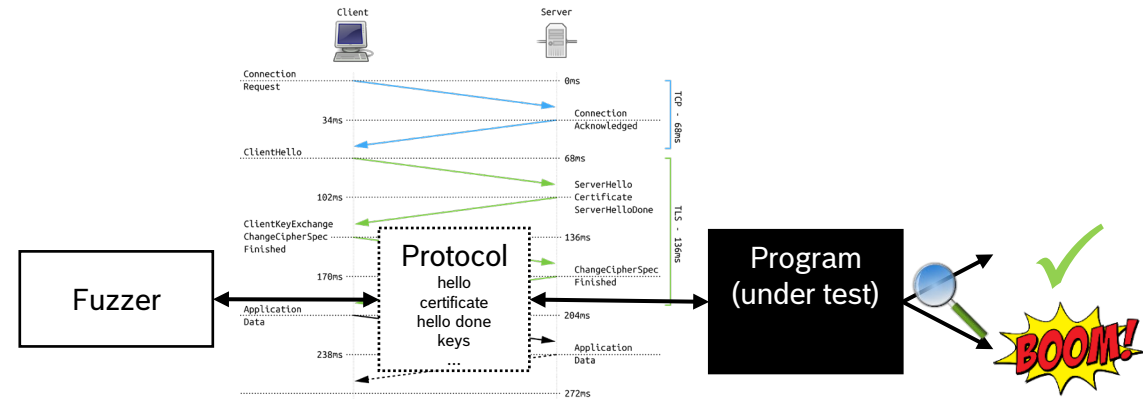 Client
Server
Connection
Request
0ms
Connection
Acknowledged
34ms
TCP - 68ms
ClientHello
68ms
ServerHello
Certificate
ServerHelloDone
102ms
TLS - 136ms
ClientKeyExchange
ChangeCipherSpec
Finished
136ms
ChangeCipherSpec
Finished
170ms
Application
Data
204ms
Application
Data
238ms
272ms
Fuzzer
Protocol
hello
certificate
hello done
keys
...
Program
(under test)
BOOM!